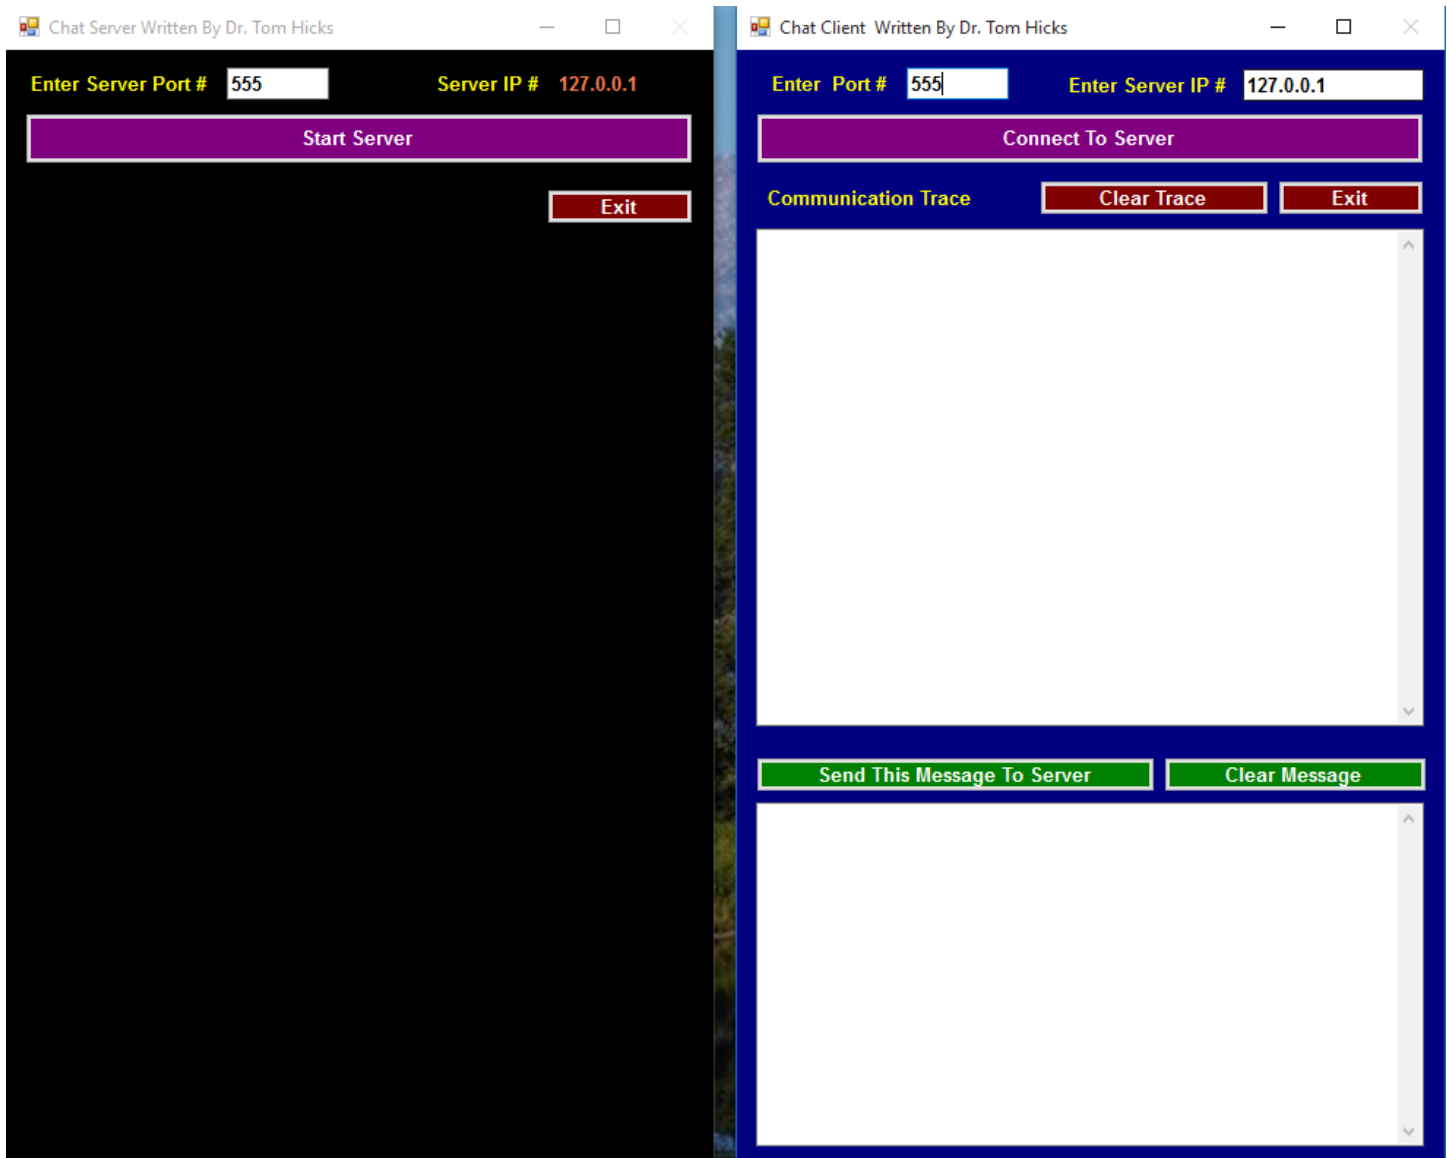 Chat Server Written By Dr. Tom Hicks
Enter Server Port # 555 Server IP # 127.0.0.1
Start Server
Exit
Chat Client  Written By Dr. Tom Hicks
Enter  Port # 555 Enter Server IP # 127.0.0.1
Connect To Server
Communication Trace Clear Trace Exit
Send This Message To Server Clear Message